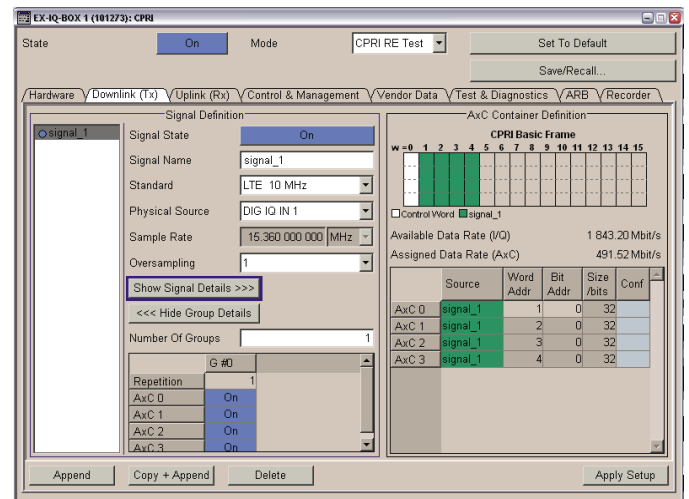 EX-IQ-BOX 1 (101273): CPRI
State On Mode CPRI RE Test Set To Default
Save/Recall...
Hardware Downlink (Tx) Uplink (Rx) Control & Management Vendor Data Test & Diagnostics ARB Recorder
Signal Definition
signal_1
Signal State On
Signal Name signal_1
Standard LTE 10 MHz
Physical Source DIG IQ IN 1
Sample Rate 15.360 000 000 MHz
Oversampling 1
Show Signal Details >>>
<<< Hide Group Details
Number Of Groups 1
G #0
Repetition 1
AxC 0 On
AxC 1 On
AxC 2 On
AxC 3 On
AxC Container Definition
CPRI Basic Frame
w =0 1 2 3 4 5 6 7 8 9 10 11 12 13 14 15
Control Word signal_1
Available Data Rate (I/Q) 1 843.20 Mbit/s
Assigned Data Rate (AxC) 491.52 Mbit/s
Source Word Addr Bit Addr Size /bits Conf
AxC 0 signal_1 1 0 32
AxC 1 signal_1 2 0 32
AxC 2 signal_1 3 0 32
AxC 3 signal_1 4 0 32
Append Copy + Append Delete Apply Setup